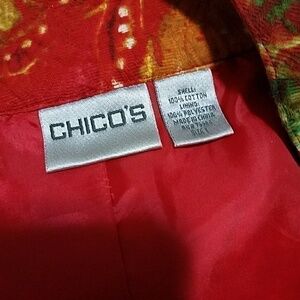 CHICO'S
SHELL:
100% COTTON
LINING:
100% POLYESTER
MADE IN CHINA